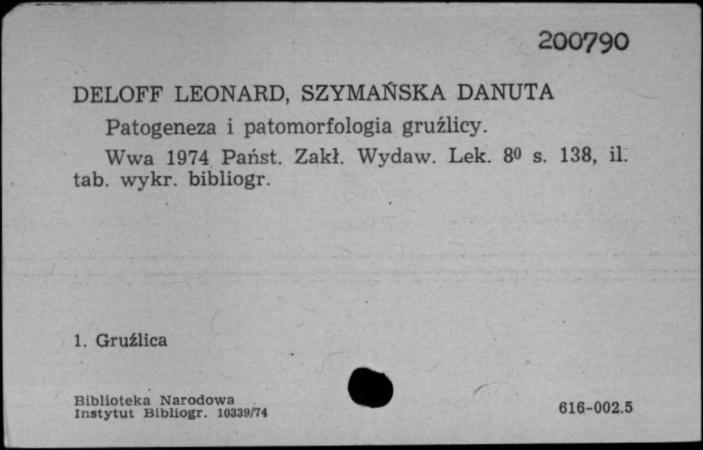 200790
DELOFF LEONARD, SZYMAŃSKA DANUTA
Patogeneza i patomorfologia gruźlicy.
Wwa 1974 Państ. Zakł. Wydaw. Lek. 8⁰ s. 138, il.
tab. wykr. bibliogr.
1. Gruźlica
Biblioteka Narodowa
Instytut Bibliogr. 10339/74
616-002.5